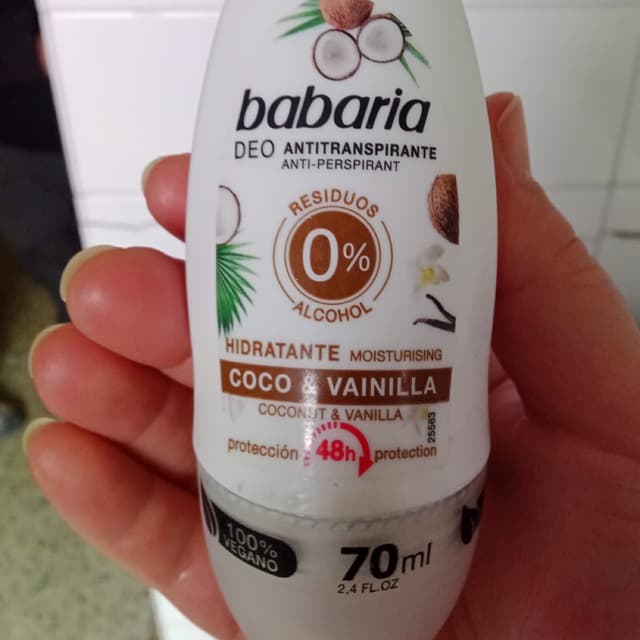 babaria
DEO ANTITRANSPIRANTE
ANTI-PERSPIRANT
RESIDUOS
0%
ALCOHOL
HIDRATANTE MOISTURISING
COCO & VAINILLA
COCONUT & VANILLA
protección 48h protection
25563
100%
VEGANO
70ml
2,4 FL.OZ